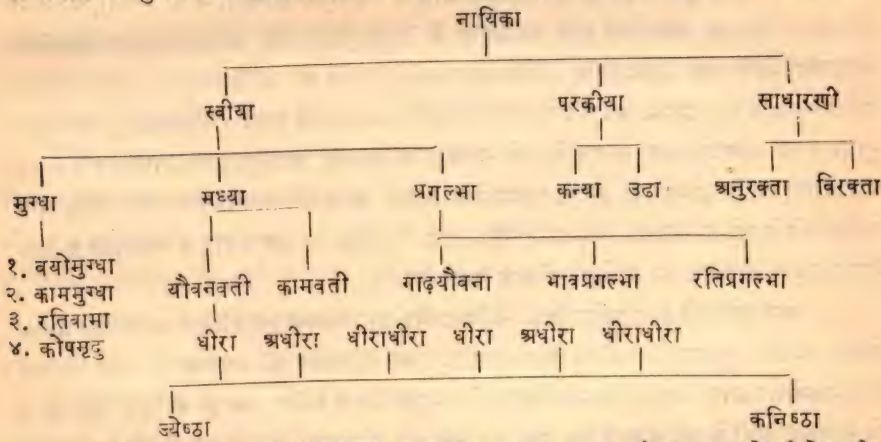 नायिका
स्वीया परकीया साधारणी
मुग्धा मध्या प्रगल्भा कन्या उढा अनुरक्ता विरक्ता
१. वयोमुग्धा
२. काममुग्धा
३. रतिवामा
४. कोपमृदु
यौवनवती कामवती गाढ़यौवना भावप्रगल्भा रतिप्रगल्भा
धीरा अधीरा धीराधीरा धीरा अधीरा धीराधीरा
ज्येष्ठा कनिष्ठा